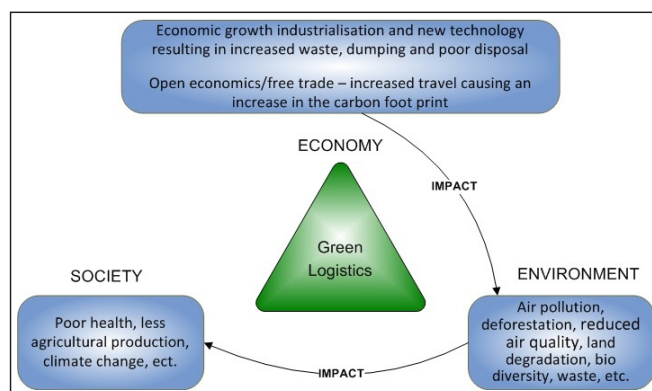 Economic growth industrialisation and new technology
resulting in increased waste, dumping and poor disposal
Open economics/free trade – increased travel causing an
increase in the carbon foot print
ECONOMY
IMPACT
Green
Logistics
SOCIETY
ENVIRONMENT
Poor health, less
agricultural production,
climate change, ect.
Air pollution,
deforestation, reduced
air quality, land
degradation, bio
diversity, waste, etc.
IMPACT